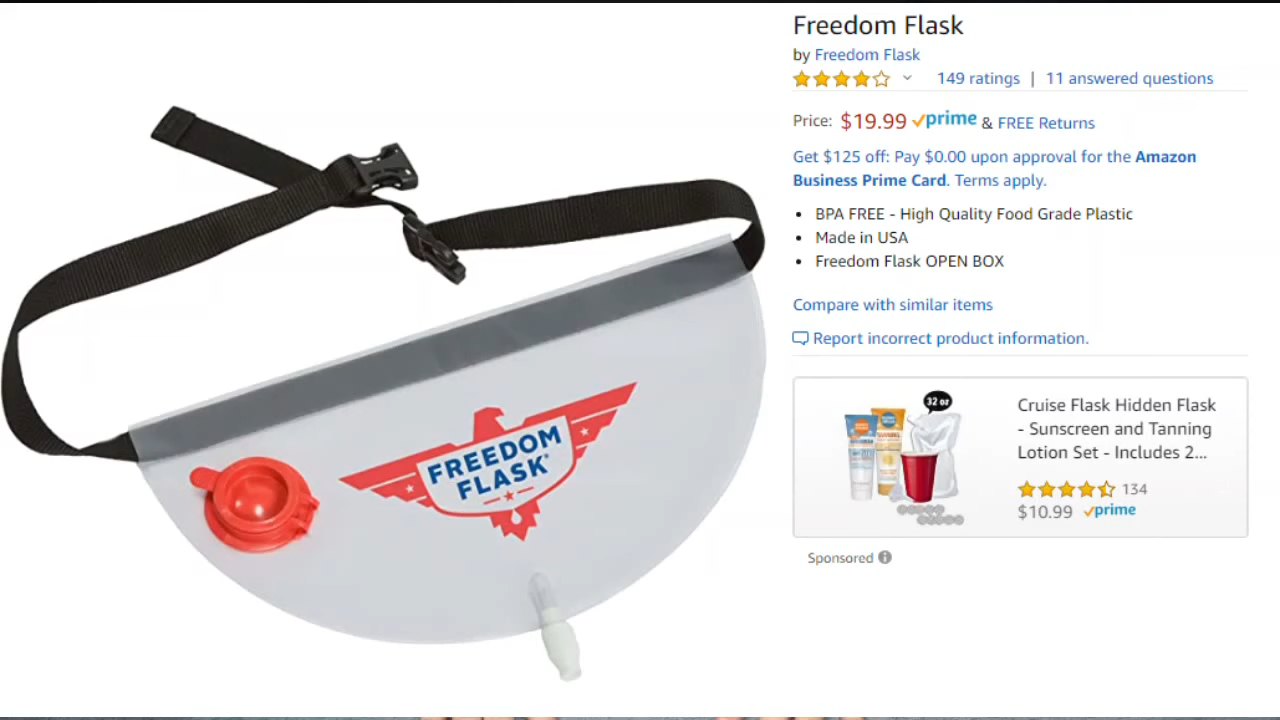 Freedom Flask
by Freedom Flask
149 ratings | 11 answered questions
Price: $19.99 prime & FREE Returns
Get $125 off: Pay $0.00 upon approval for the Amazon
Business Prime Card. Terms apply.
• BPA FREE - High Quality Food Grade Plastic
• Made in USA
• Freedom Flask OPEN BOX
Compare with similar items
Report incorrect product information.
32 oz
Cruise Flask Hidden Flask
- Sunscreen and Tanning
Lotion Set - Includes 2...
134
$10.99 prime
Sponsored
FREEDOM
FLASK